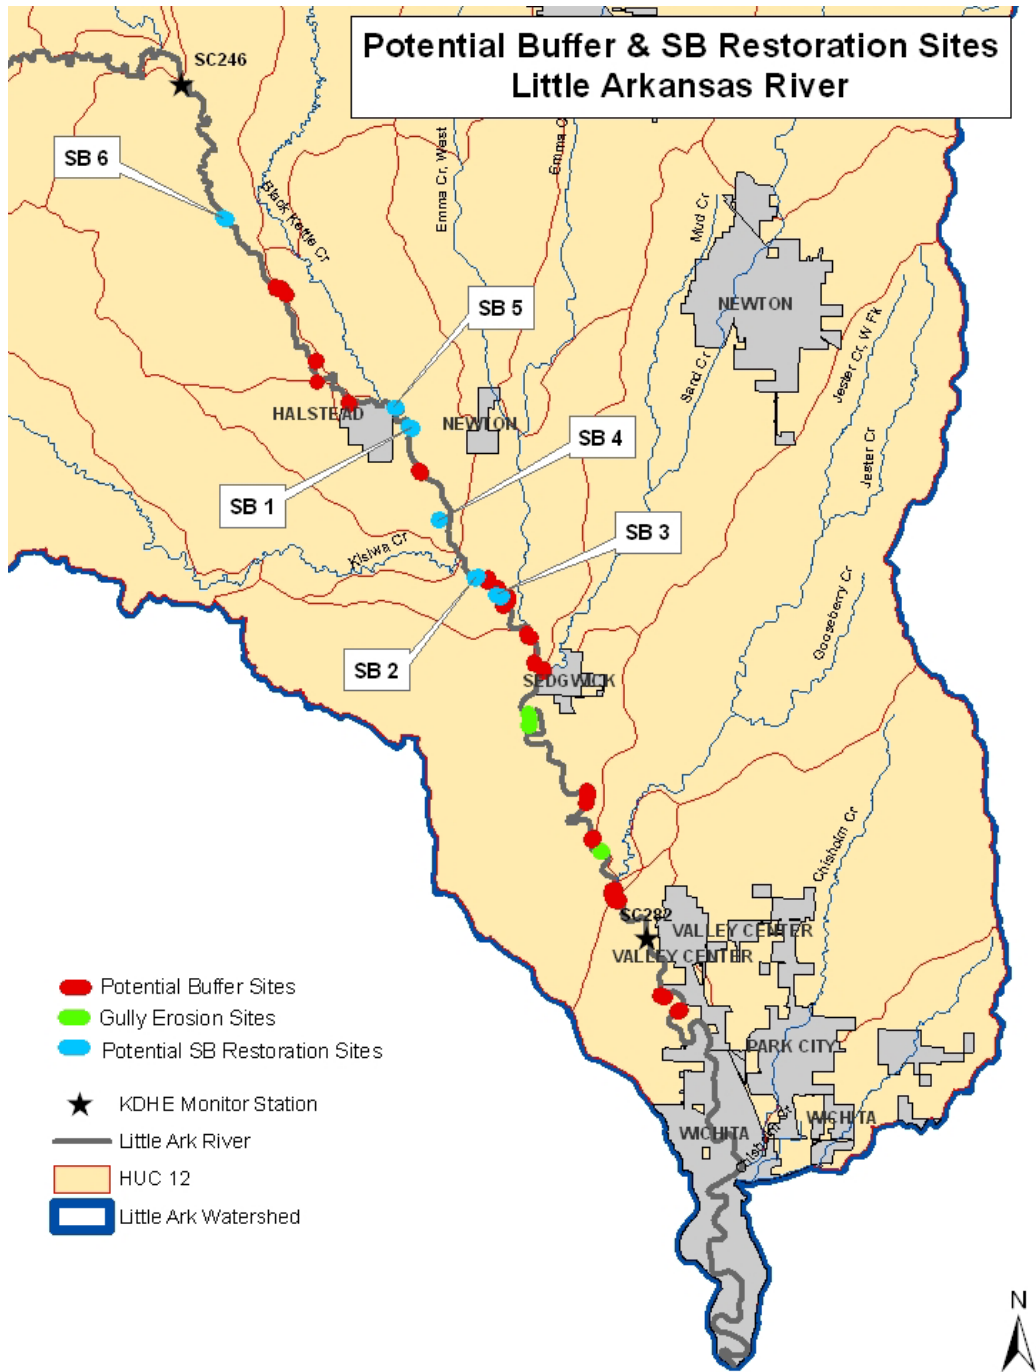 Potential Buffer & SB Restoration Sites
Little Arkansas River
SC246
SB 6
Black Kettle Cr
Emma Cr, West
Emma C
Mud Cr
NEWTON
SB 5
Sand Cr
Jester Cr, W Fk
HALSTEAD
NEWTON
SB 4
Jester Cr
SB 1
SB 3
Kisiwa Cr
Gooseberry Cr
SB 2
SEDGWICK
Chisholm Cr
SC282
VALLEY CENTER
VALLEY CENTER
Potential Buffer Sites
Gully Erosion Sites
Potential SB Restoration Sites
PARK CITY
KDHE Monitor Station
WICHITA
WICHITA
Little Ark River
HUC 12
Little Ark Watershed
N